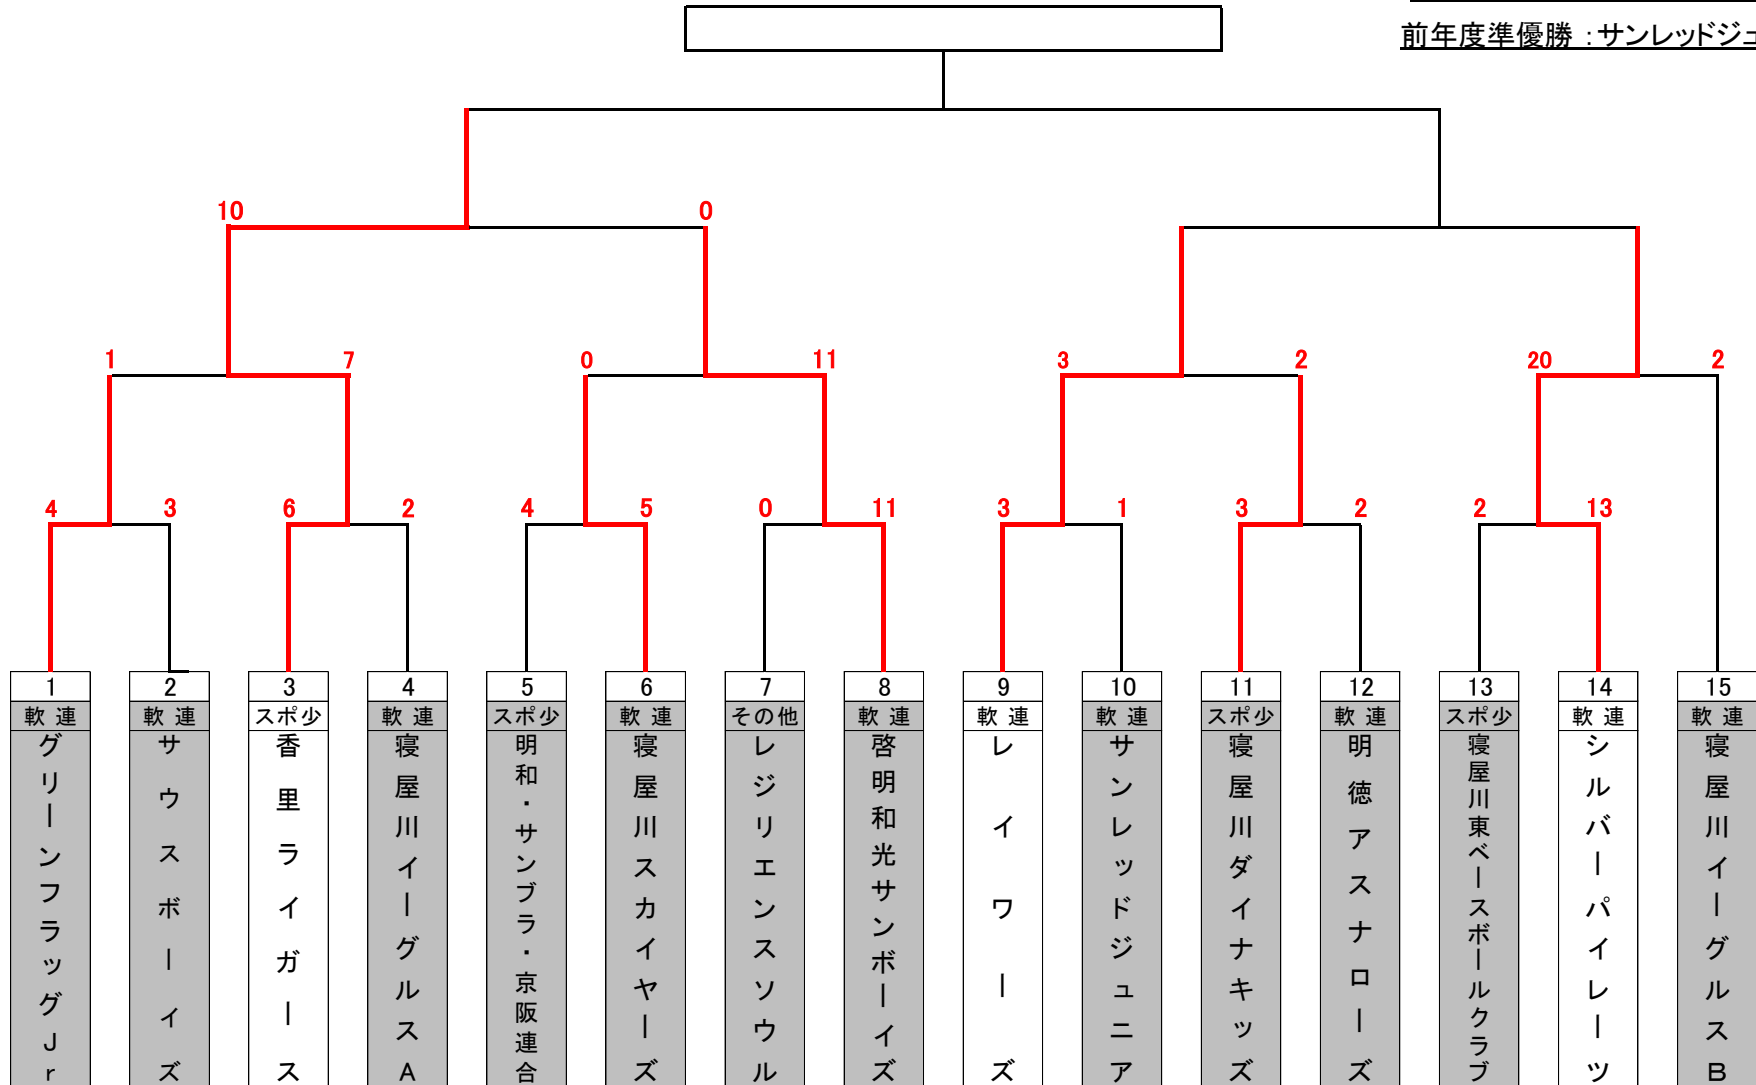 前年度準優勝：サンレッドジュ
10 0
1 7 0 11 3 2 20 2
4 3 6 2 4 5 0 11 3 1 3 2 2 13
1 2 3 4 5 6 7 8 9 10 11 12 13 14 15
軟連 軟連 スポ少 軟連 スポ少 軟連 その他 軟連 軟連 軟連 スポ少 軟連 スポ少 軟連 軟連
グリーンフラッグJr
サウスボーイズ
香里ライガース
寝屋川イーグルスA
明和・サンブラ・京阪連合
寝屋川スカイヤーズ
レジリエンスソウル
啓明和光サンボーイズ
レイワーズ
サンレッドジュニア
寝屋川ダイナキッズ
明徳アスナローズ
寝屋川東ベースボールクラブ
シルバーパイレーツ
寝屋川イーグルスB